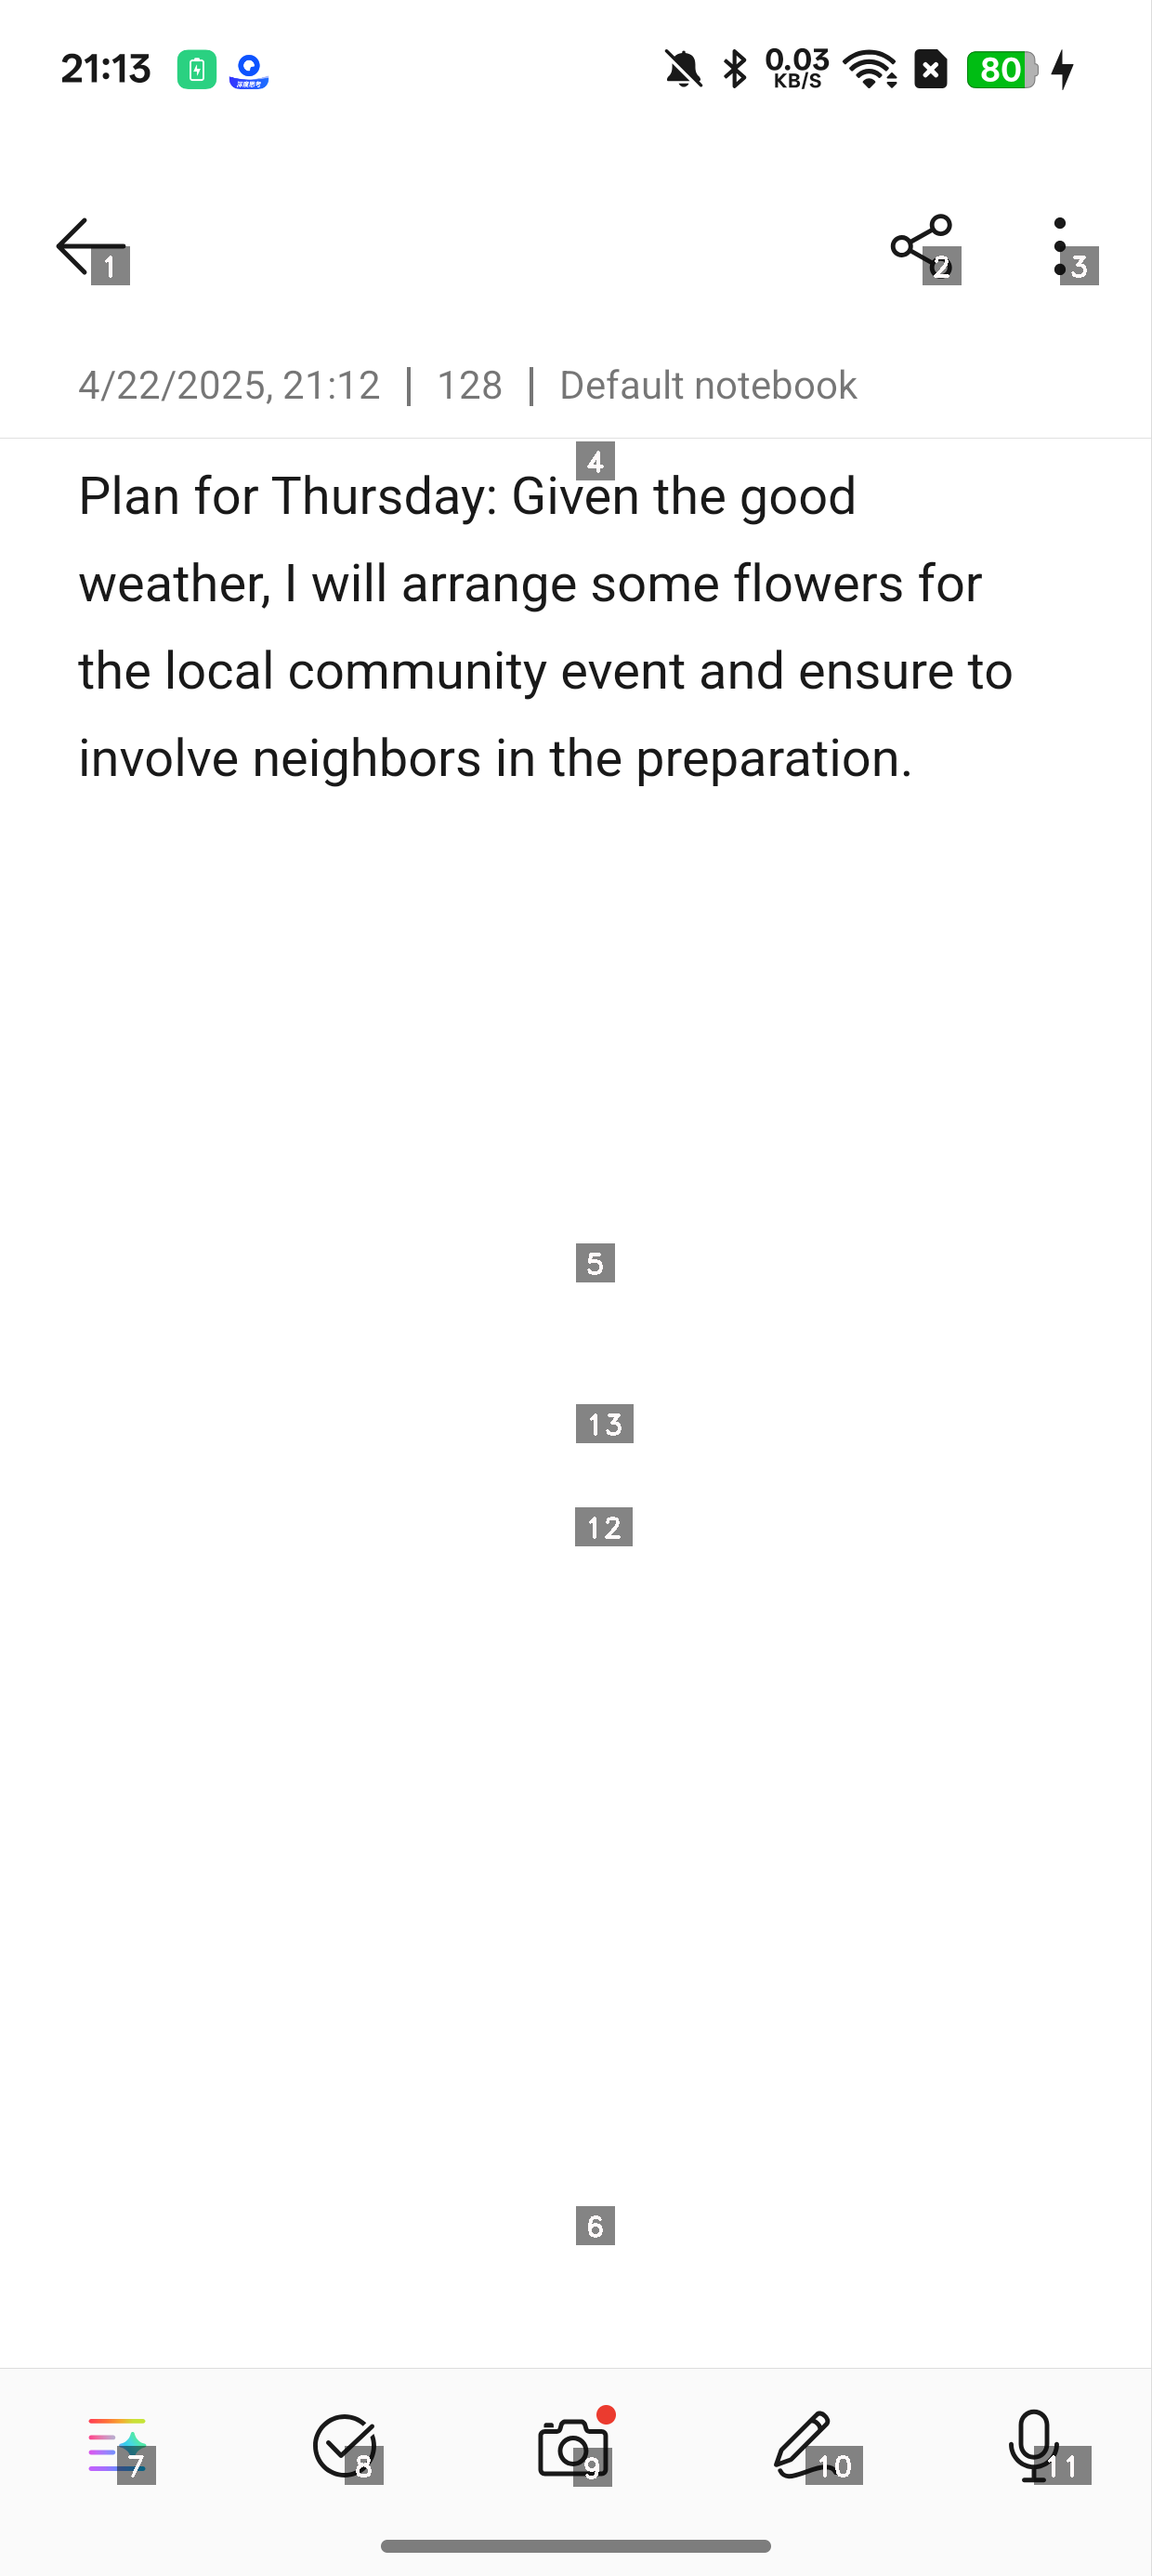 21:13
0.03
KB/S
80
1
2
3
4/22/2025, 21:12 | 128 | Default notebook
4
Plan for Thursday: Given the good
weather, I will arrange some flowers for
the local community event and ensure to
involve neighbors in the preparation.
5
13
12
6
7
8
9
10
11